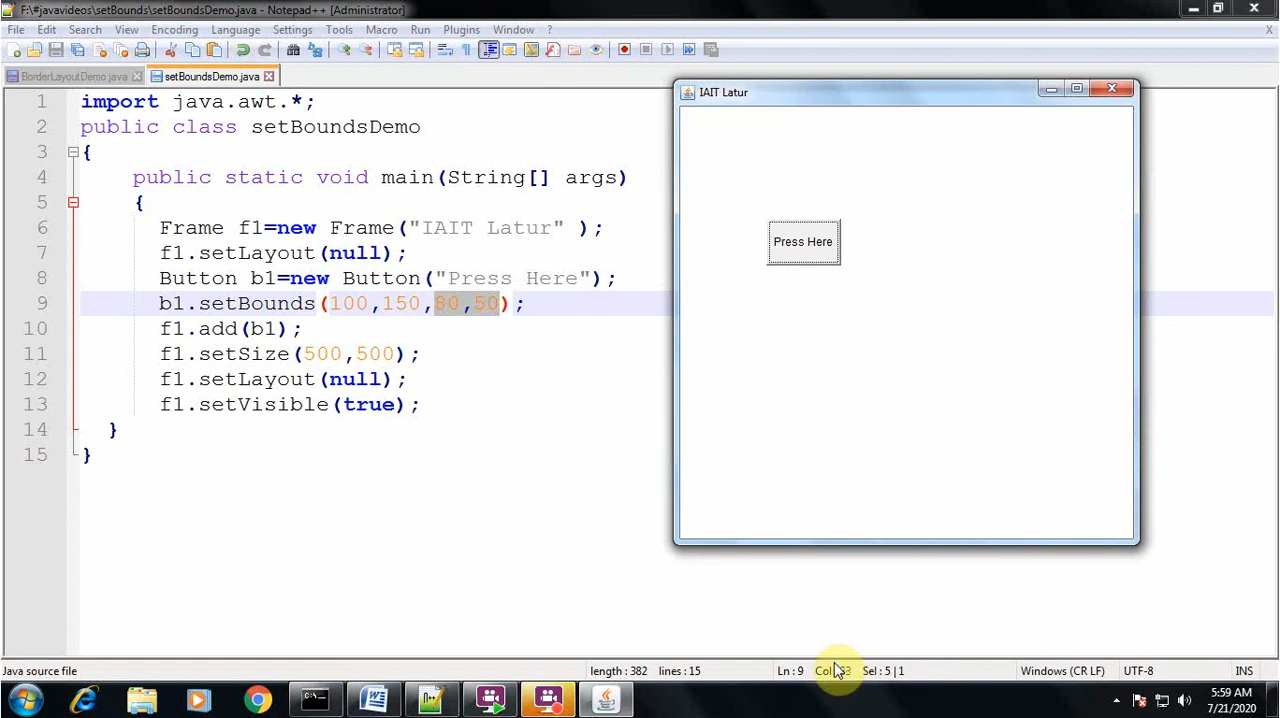 F:\#javavideos\setBounds\setBoundsDemo.java - Notepad++ [Administrator]
File Edit Search View Encoding Language Settings Tools Macro Run Plugins Window ? X
BorderLayoutDemo.java setBoundsDemo.java
1 import java.awt.*;
2 public class setBoundsDemo
3 {
4 public static void main(String[] args)
5 {
6 Frame f1=new Frame("IAIT Latur" );
7 f1.setLayout(null);
8 Button b1=new Button("Press Here");
9 b1.setBounds(100,150,80,50);
10 f1.add(b1);
11 f1.setSize(500,500);
12 f1.setLayout(null);
13 f1.setVisible(true);
14 }
15 }
IAIT Latur
Press Here
Java source file length : 382 lines : 15 Ln : 9 Sel : 5 | 1 Windows (CR LF) UTF-8 INS
5:59 AM
7/21/2020